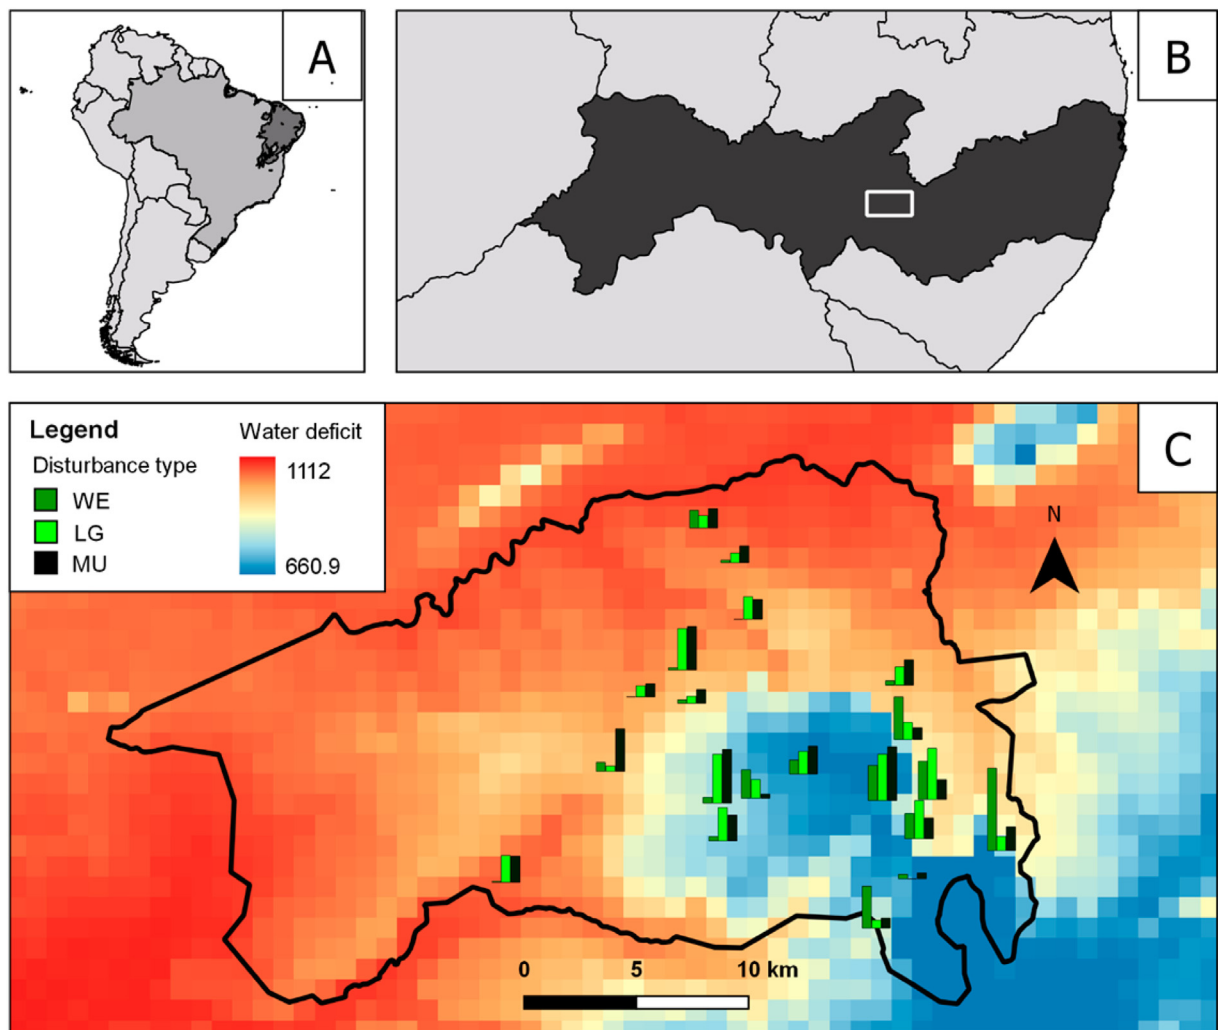 A
B
Legend
Disturbance type
WE
LG
MU
Water deficit
1112
660.9
C
N
0 5 10 km